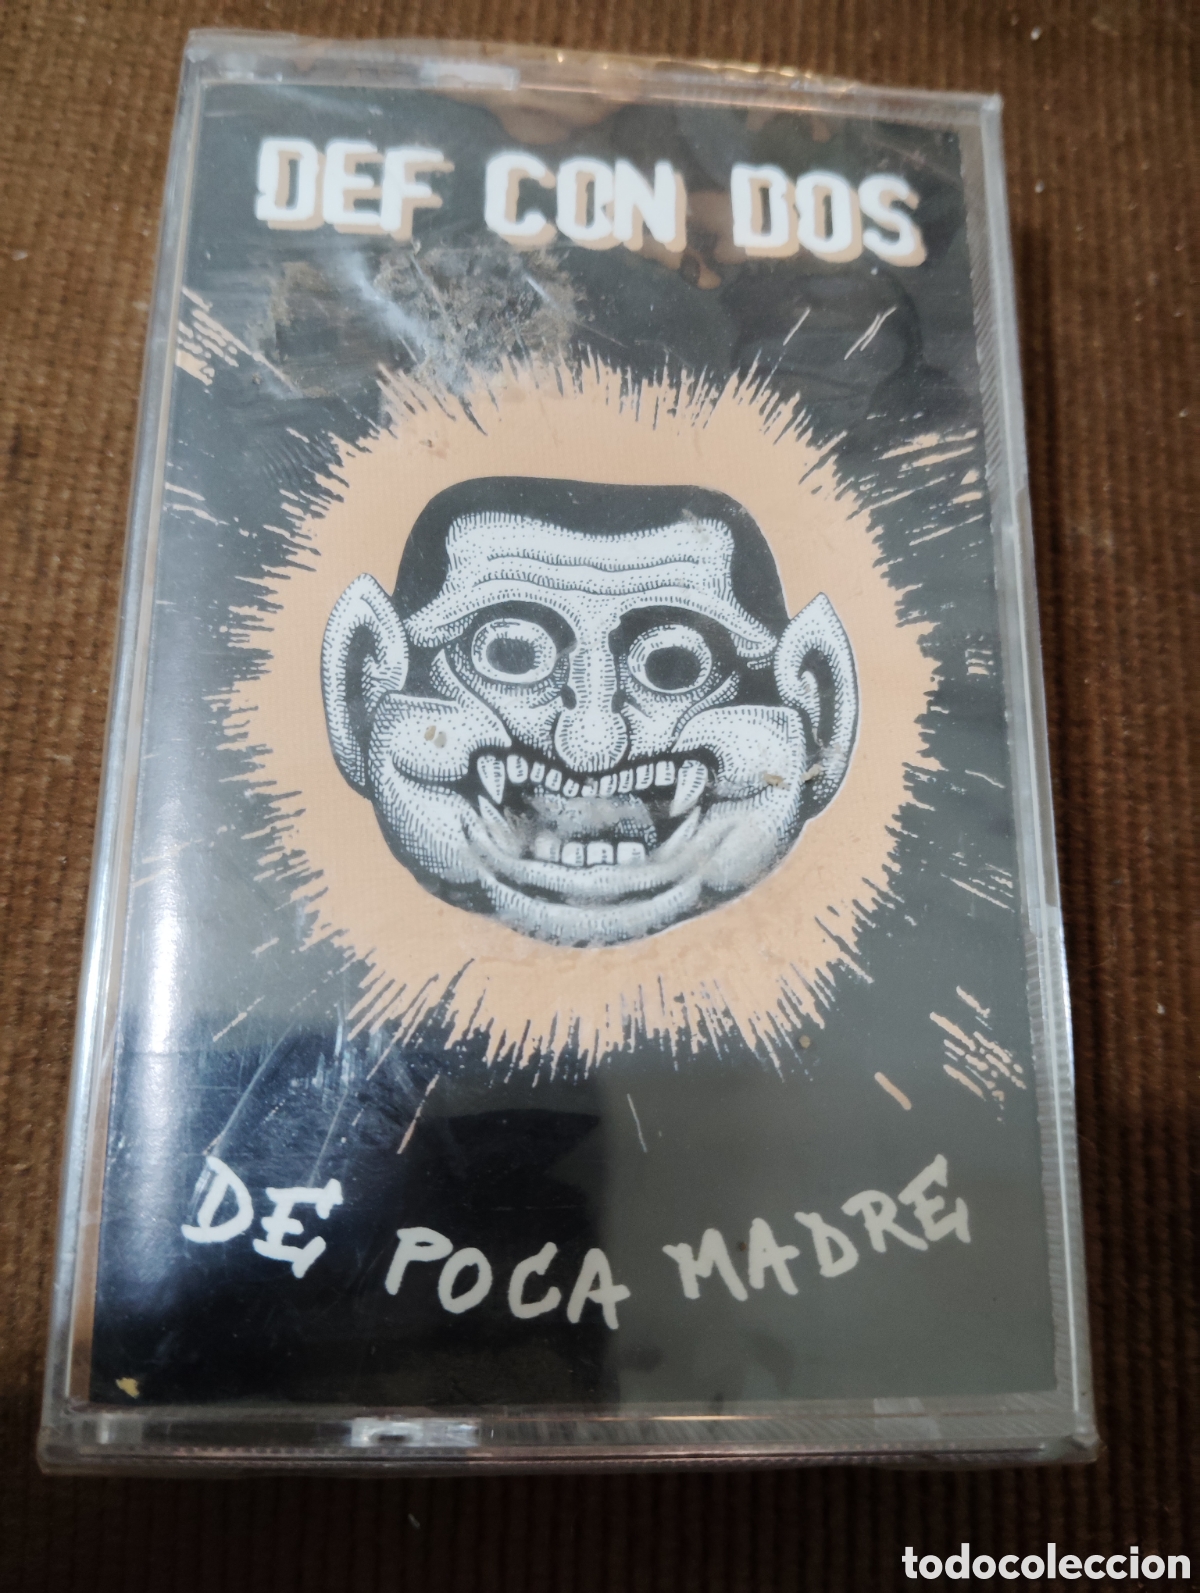 DEF CON DOS
DE POCA MADRE
todocoleccion